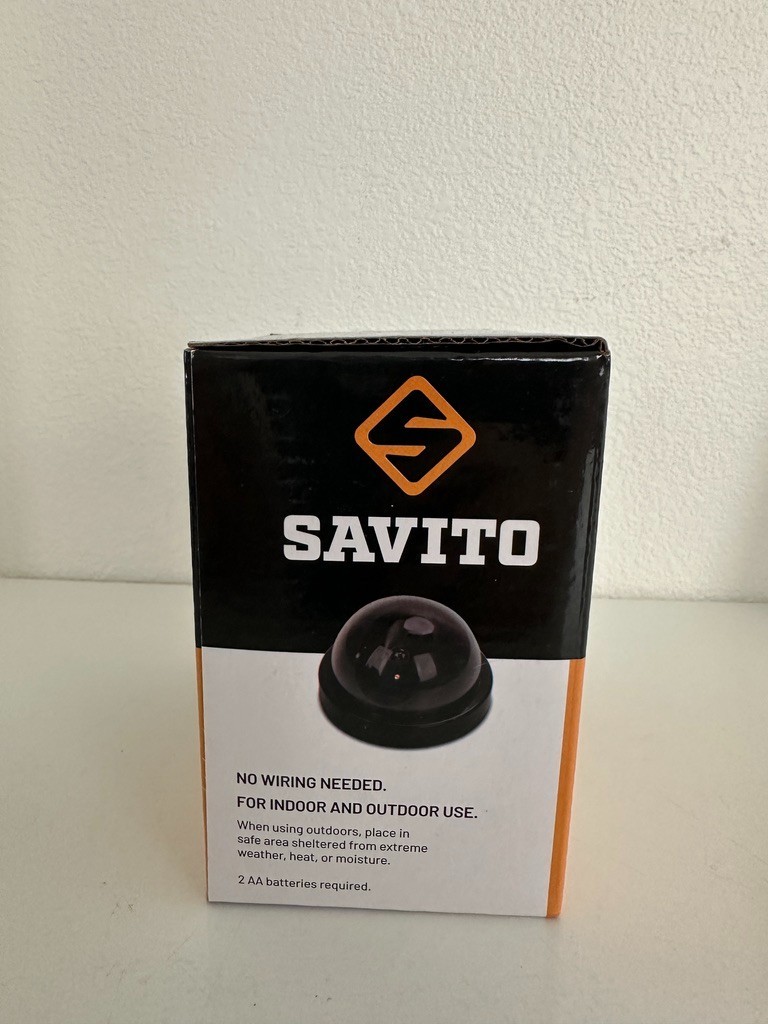 SAVITO
NO WIRING NEEDED.
FOR INDOOR AND OUTDOOR USE.
When using outdoors, place in
safe area sheltered from extreme
weather, heat, or moisture.
2 AA batteries required.